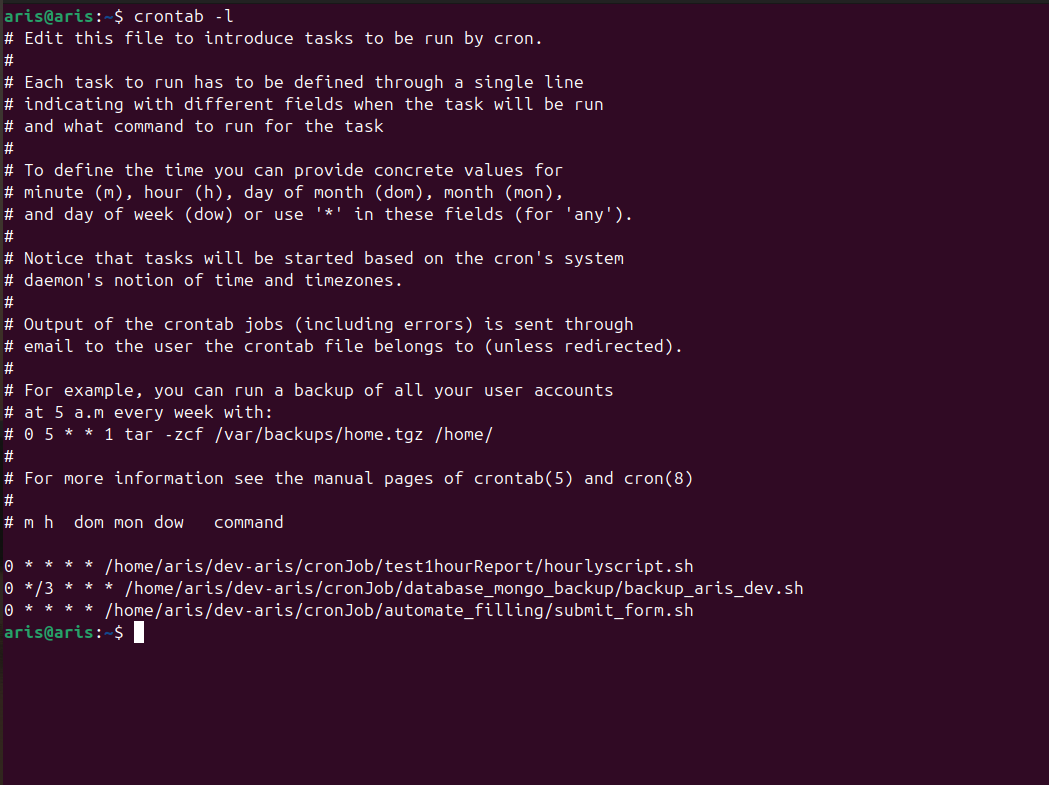 aris@aris:~$ crontab -l
# Edit this file to introduce tasks to be run by cron.
#
# Each task to run has to be defined through a single line
# indicating with different fields when the task will be run
# and what command to run for the task
#
# To define the time you can provide concrete values for
# minute (m), hour (h), day of month (dom), month (mon),
# and day of week (dow) or use '*' in these fields (for 'any').
#
# Notice that tasks will be started based on the cron's system
# daemon's notion of time and timezones.
#
# Output of the crontab jobs (including errors) is sent through
# email to the user the crontab file belongs to (unless redirected).
#
# For example, you can run a backup of all your user accounts
# at 5 a.m every week with:
# 0 5 * * 1 tar -zcf /var/backups/home.tgz /home/
#
# For more information see the manual pages of crontab(5) and cron(8)
#
# m h  dom mon dow   command

0 * * * * /home/aris/dev-aris/cronJob/test1hourReport/hourlyscript.sh
0 */3 * * * /home/aris/dev-aris/cronJob/database_mongo_backup/backup_aris_dev.sh
0 * * * * /home/aris/dev-aris/cronJob/automate_filling/submit_form.sh
aris@aris:~$